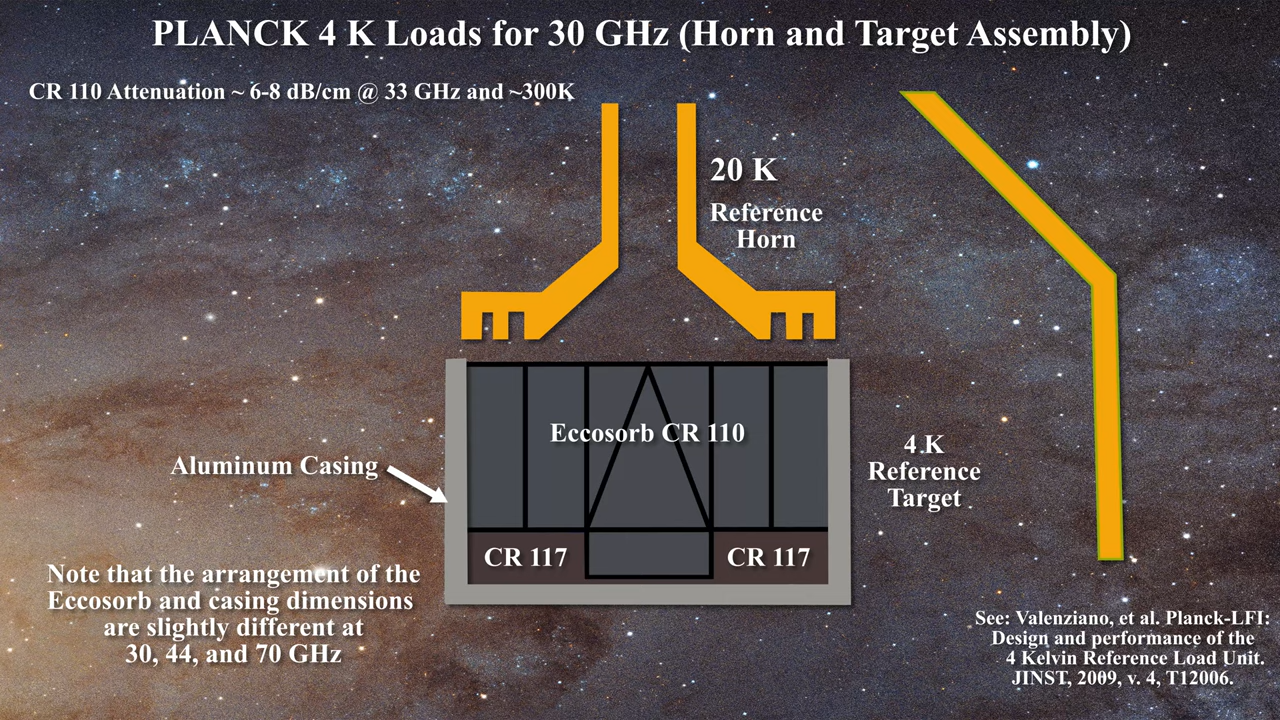 PLANCK 4 K Loads for 30 GHz (Horn and Target Assembly)
CR 110 Attenuation ~ 6-8 dB/cm @ 33 GHz and ~300K
20 K
Reference
Horn
Eccosorb CR 110
4 K
Reference
Target
Aluminum Casing
CR 117
CR 117
Note that the arrangement of the
Eccosorb and casing dimensions
are slightly different at
30, 44, and 70 GHz
See: Valenziano, et al. Planck-LFI:
Design and performance of the
4 Kelvin Reference Load Unit.
JINST, 2009, v. 4, T12006.